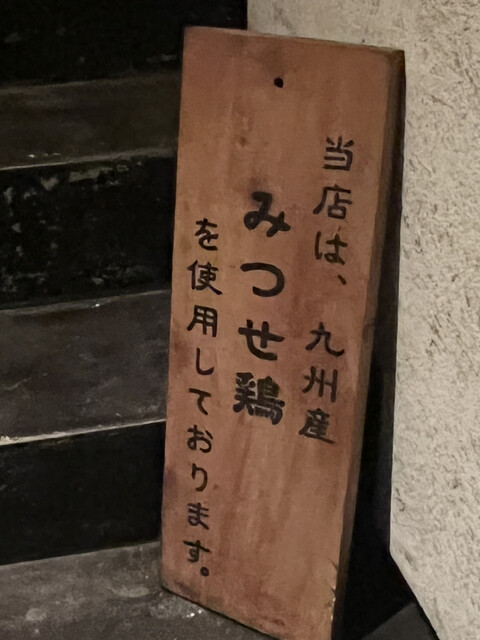 当店は、九州産
みつせ鶏
を使用しております。